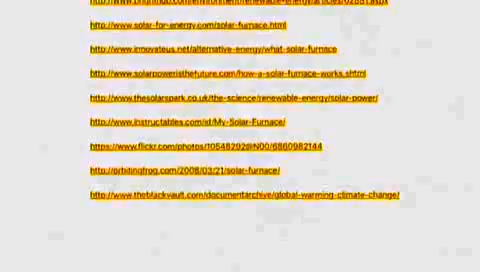 http://www.solar-for-energy.com/solar-furnace.html
http://www.innovateus.net/alternative-energy/what-solar-furnace
http://www.solarpoweristhefuture.com/how-a-solar-furnace-works.shtml
http://www.thesolarspark.co.uk/the-science/renewable-energy/solar-power/
http://www.instructables.com/id/My-Solar-Furnace/
https://www.flickr.com/photos/10548292@N00/6860982144
http://orbitingfrog.com/2008/03/21/solar-furnace/
http://www.theblackvault.com/documentarchive/global-warming-climate-change/